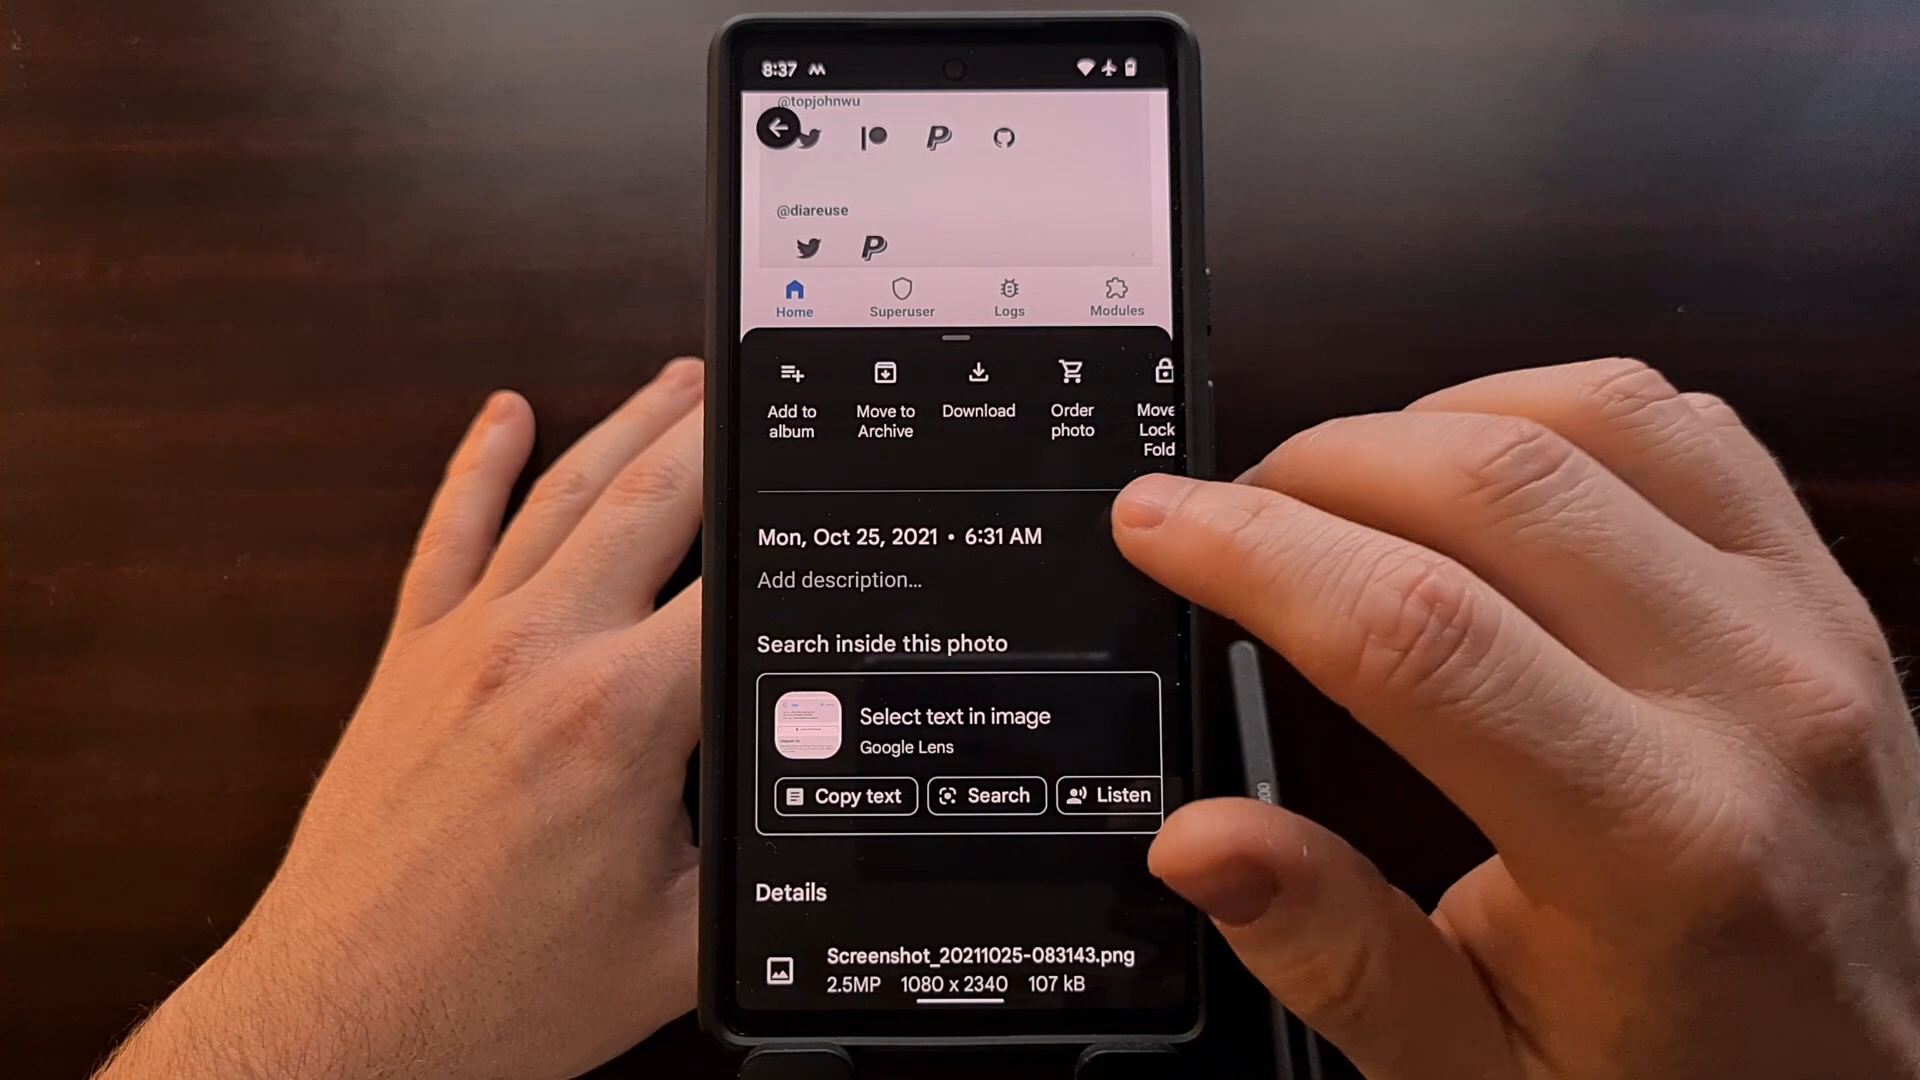 8:37
@topjohnwu
@diareuse
Home Superuser Logs Modules
Add to album
Move to Archive
Download
Order photo
Move Lock Fold
Mon, Oct 25, 2021 • 6:31 AM
Add description...
Search inside this photo
Select text in image
Google Lens
Copy text Search Listen
Details
Screenshot_20211025-083143.png
2.5MP 1080 x 2340 107 kB